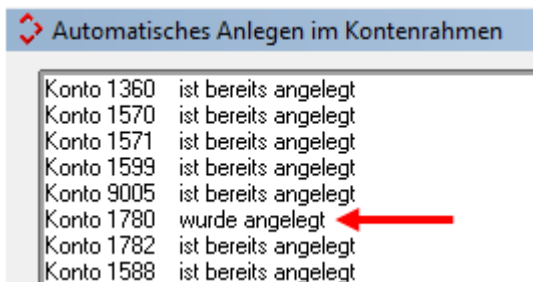 Automatisches Anlegen im Kontenrahmen
Konto 1360 ist bereits angelegt
Konto 1570 ist bereits angelegt
Konto 1571 ist bereits angelegt
Konto 1599 ist bereits angelegt
Konto 9005 ist bereits angelegt
Konto 1780 wurde angelegt
Konto 1782 ist bereits angelegt
Konto 1588 ist bereits angelegt